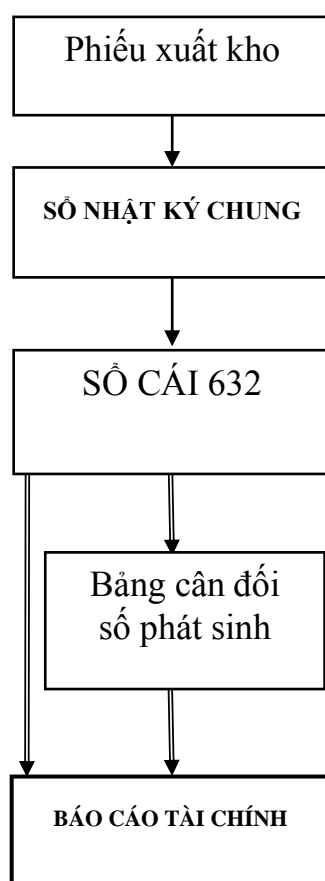 Phiếu xuất kho
SỔ NHẬT KÝ CHUNG
SỔ CÁI 632
Bảng cân đối
số phát sinh
BÁO CÁO TÀI CHÍNH